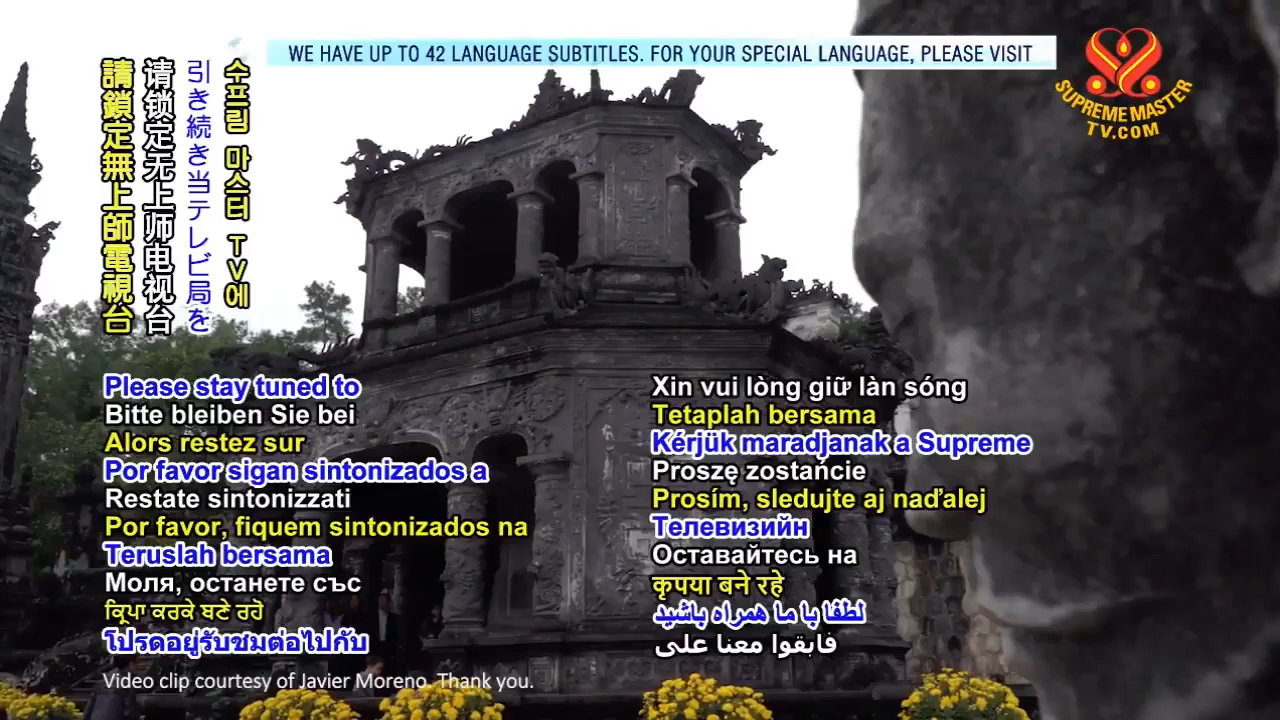 WE HAVE UP TO 42 LANGUAGE SUBTITLES. FOR YOUR SPECIAL LANGUAGE, PLEASE VISIT
SUPREME MASTER
TV.COM
請鎖定無上師電視台
请锁定无上师电视台
引き続き当テレビ局を
수프림 마스터 TV에
Please stay tuned to
Bitte bleiben Sie bei
Alors restez sur
Por favor sigan sintonizados a
Restate sintonizzati
Por favor, fiquem sintonizados na
Teruslah bersama
Моля, останете със
ਕ੍ਰਿਪਾ ਕਰਕੇ ਬਣੇ ਰਹੋ
โปรดอยู่รับชมต่อไปกับ
Xin vui lòng giữ làn sóng
Tetaplah bersama
Kérjük maradjanak a Supreme
Proszę zostańcie
Prosím, sledujte aj naďalej
Телевизийн
Оставайтесь на
कृपया बने रहे
لطفا با ما همراه باشید
فابقوا معنا على
Video clip courtesy of Javier Moreno. Thank you.